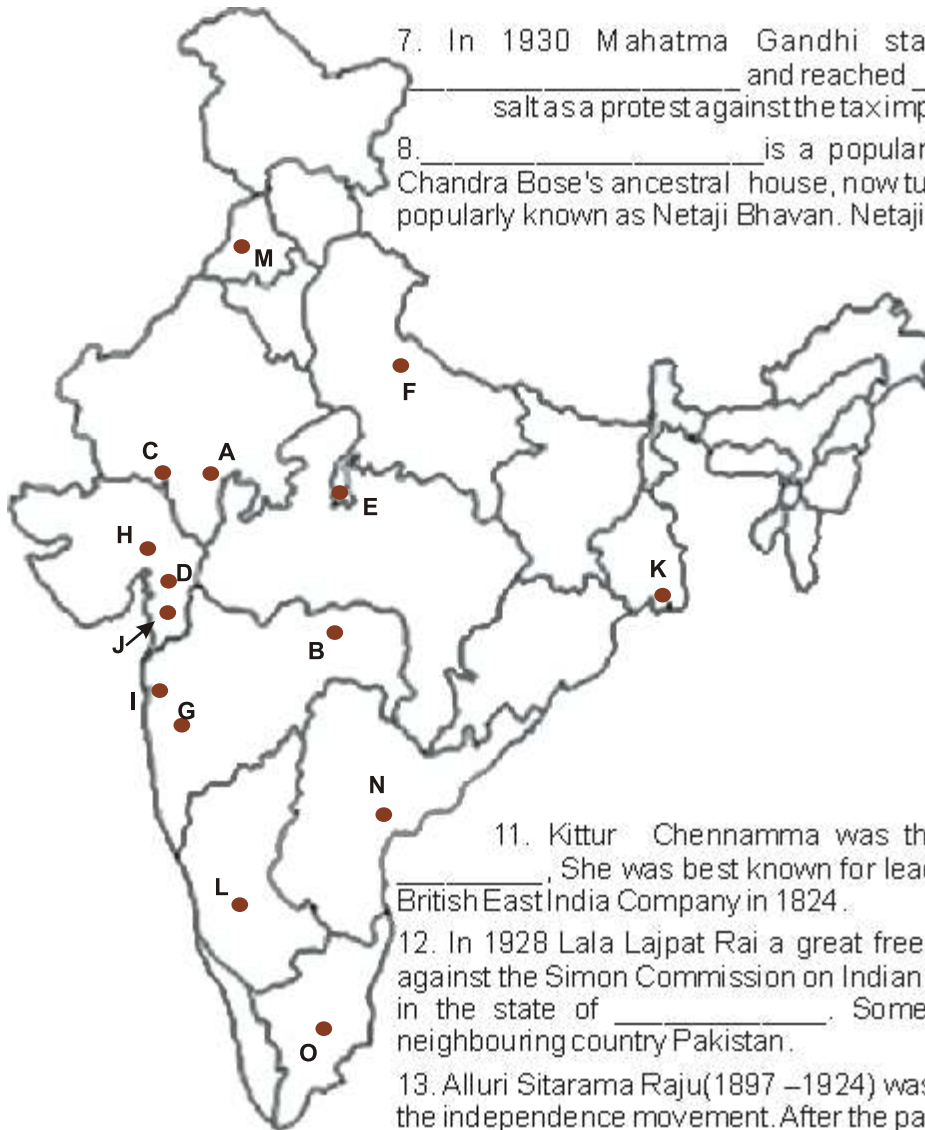 7. In 1930 Mahatma Gandhi sta
____________________ and reached _
salt as a protest against the tax imp
8.____________________is a popular
Chandra Bose's ancestral house, now tu
popularly known as Netaji Bhavan. Netaji
M
F
C
A
E
H
D
K
J
B
I
G
N
11. Kittur Chennamma was th
__________. She was best known for lead
British East India Company in 1824.
L
12. In 1928 Lala Lajpat Rai a great free
against the Simon Commission on Indian
in the state of ______________. Some
neighbouring country Pakistan.
O
13. Alluri Sitarama Raju(1897 –1924) was
the independence movement. After the pa